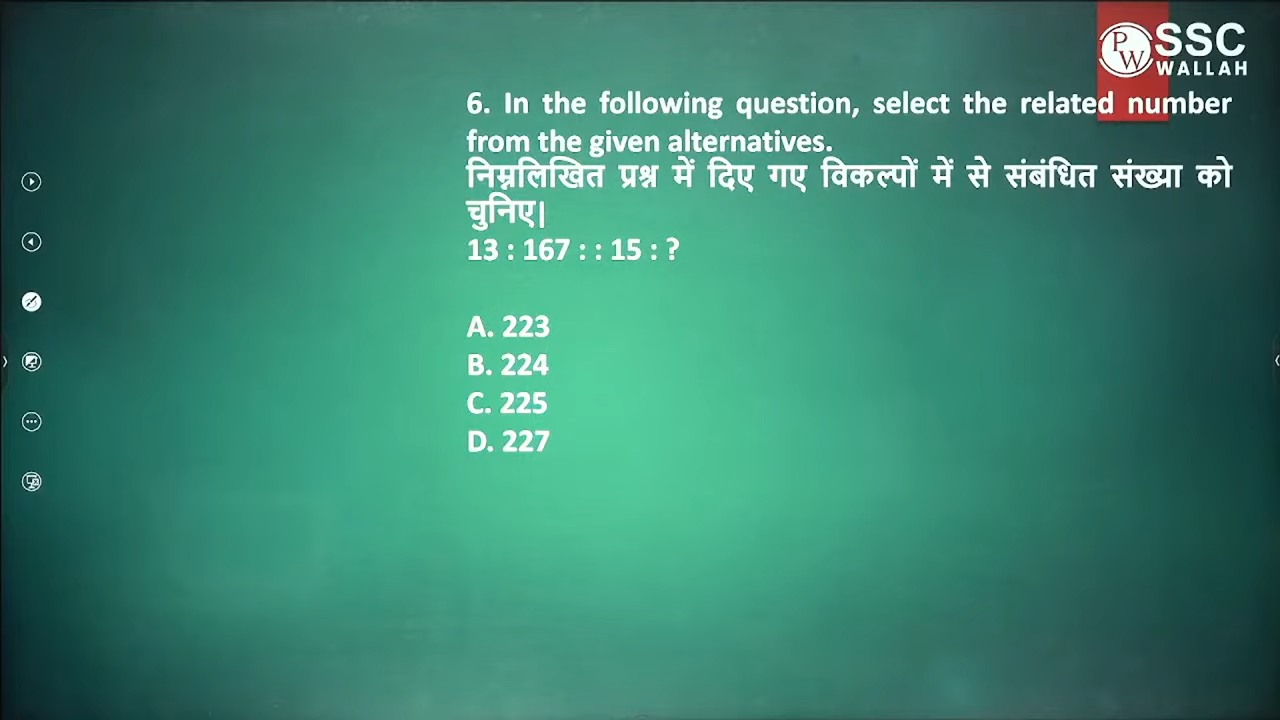 PW SSC
WALLAH
6. In the following question, select the related number
from the given alternatives.
निम्नलिखित प्रश्न में दिए गए विकल्पों में से संबंधित संख्या को
चुनिए।
13 : 167 : : 15 : ?
A. 223
B. 224
C. 225
D. 227